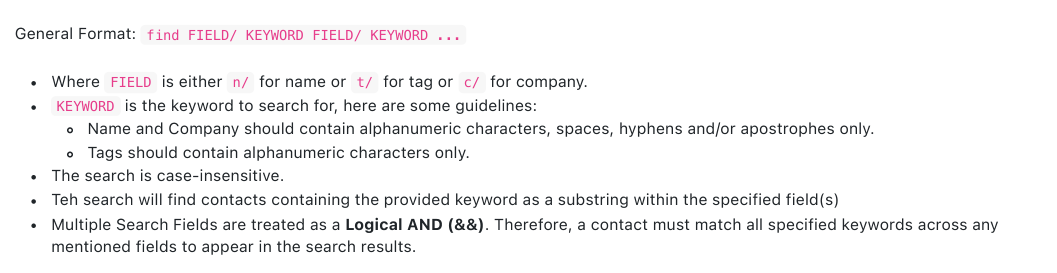 General Format: find FIELD/ KEYWORD FIELD/ KEYWORD ...
• Where FIELD is either n/ for name or t/ for tag or c/ for company.
• KEYWORD is the keyword to search for, here are some guidelines:
◦ Name and Company should contain alphanumeric characters, spaces, hyphens and/or apostrophes only.
◦ Tags should contain alphanumeric characters only.
• The search is case-insensitive.
• Teh search will find contacts containing the provided keyword as a substring within the specified field(s)
• Multiple Search Fields are treated as a Logical AND (&&). Therefore, a contact must match all specified keywords across any
mentioned fields to appear in the search results.